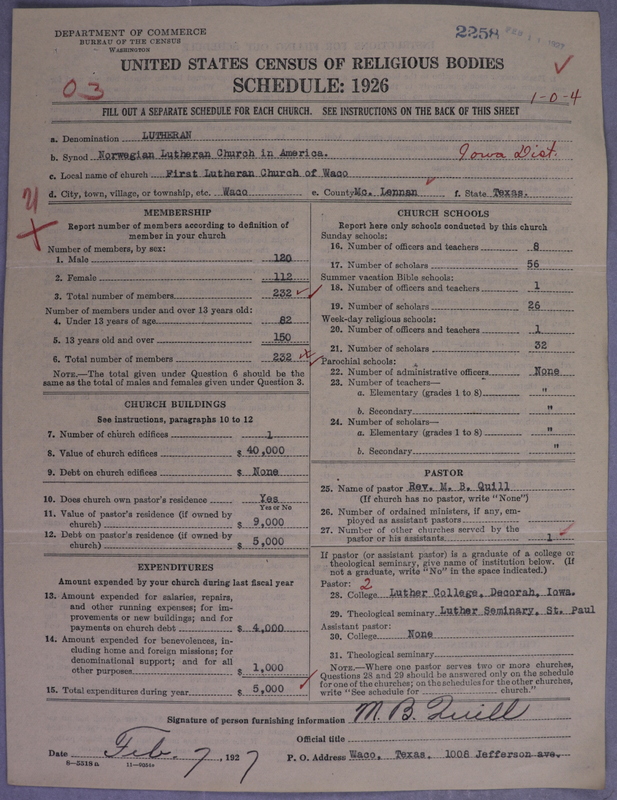 DEPARTMENT OF COMMERCE
BUREAU OF THE CENSUS
WASHINGTON
2258
UNITED STATES CENSUS OF RELIGIOUS BODIES
SCHEDULE: 1926
03
1-0-4
FILL OUT A SEPARATE SCHEDULE FOR EACH CHURCH. SEE INSTRUCTIONS ON THE BACK OF THIS SHEET
a. Denomination LUTHERAN
b. Synod Norwegian Lutheran Church in America. Iowa Dist.
c. Local name of church First Lutheran Church of Waco
d. City, town, village, or township, etc. Waco e. County Mc. Lennan f. State Texas.
MEMBERSHIP
Report number of members according to definition of
member in your church
Number of members, by sex:
1. Male 120
2. Female 112
3. Total number of members 232
Number of members under and over 13 years old:
4. Under 13 years of age 82
5. 13 years old and over 150
6. Total number of members 232
NOTE.—The total given under Question 6 should be
same as the total of males and females given under Question 3.
CHURCH BUILDINGS
See instructions, paragraphs 10 to 12
7. Number of church edifices 1
8. Value of church edifices $ 40,000
9. Debt on church edifices $ None
10. Does church own pastor's residence Yes
Yes or No
11. Value of pastor's residence (if owned by
church) $ 9,000
12. Debt on pastor's residence (if owned by
church) $ 5,000
EXPENDITURES
Amount expended by your church during last fiscal year
13. Amount expended for salaries, repairs,
and other running expenses; for im-
provements or new buildings; and for
payments on church debt $ 4,000
14. Amount expended for benevolences, in-
cluding home and foreign missions; for
denominational support; and for all
other purposes $ 1,000
15. Total expenditures during year $ 5,000
CHURCH SCHOOLS
Report here only schools conducted by this church
Sunday schools:
16. Number of officers and teachers 8
17. Number of scholars 56
Summer vacation Bible schools:
18. Number of officers and teachers 1
19. Number of scholars 26
Week-day religious schools:
20. Number of officers and teachers 1
21. Number of scholars 32
Parochial schools:
22. Number of administrative officers None
23. Number of teachers—
a. Elementary (grades 1 to 8) "
b. Secondary "
24. Number of scholars—
a. Elementary (grades 1 to 8) "
b. Secondary "
PASTOR
25. Name of pastor Rev. M. B. Quill
(If church has no pastor, write "None")
26. Number of ordained ministers, if any, em-
ployed as assistant pastors
27. Number of other churches served by the
pastor or his assistants 1
If pastor (or assistant pastor) is a graduate of a college or
theological seminary, give name of institution below. (If
not a graduate, write "No" in the space indicated.)
Pastor: 2
28. College Luther College, Decorah, Iowa.
29. Theological seminary Luther Seminary, St. Paul
Assistant pastor:
30. College None
31. Theological seminary
NOTE.—Where one pastor serves two or more churches,
Questions 28 and 29 should be answered only on the schedule
for one of the churches; on the schedules for the other churches,
write "See schedule for church."
Signature of person furnishing information M. B. Quill
Official title
Date Feb. 7, 1927 P. O. Address Waco, Texas, 1008 Jefferson ave.
8-5518 a